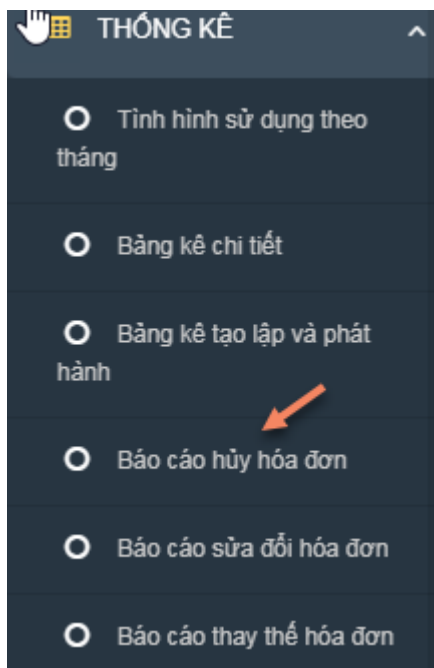 THỐNG KÊ
Tình hình sử dụng theo
tháng
Bảng kê chi tiết
Bảng kê tạo lập và phát
hành
Báo cáo hủy hóa đơn
Báo cáo sửa đổi hóa đơn
Báo cáo thay thế hóa đơn